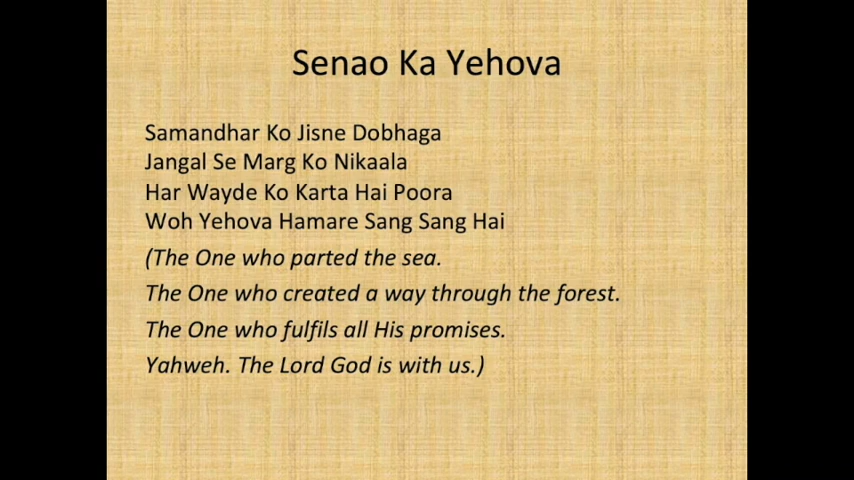 Senao Ka Yehova
Samandhar Ko Jisne Dobhaga
Jangal Se Marg Ko Nikaala
Har Wayde Ko Karta Hai Poora
Woh Yehova Hamare Sang Sang Hai
(The One who parted the sea.
The One who created a way through the forest.
The One who fulfils all His promises.
Yahweh. The Lord God is with us.)